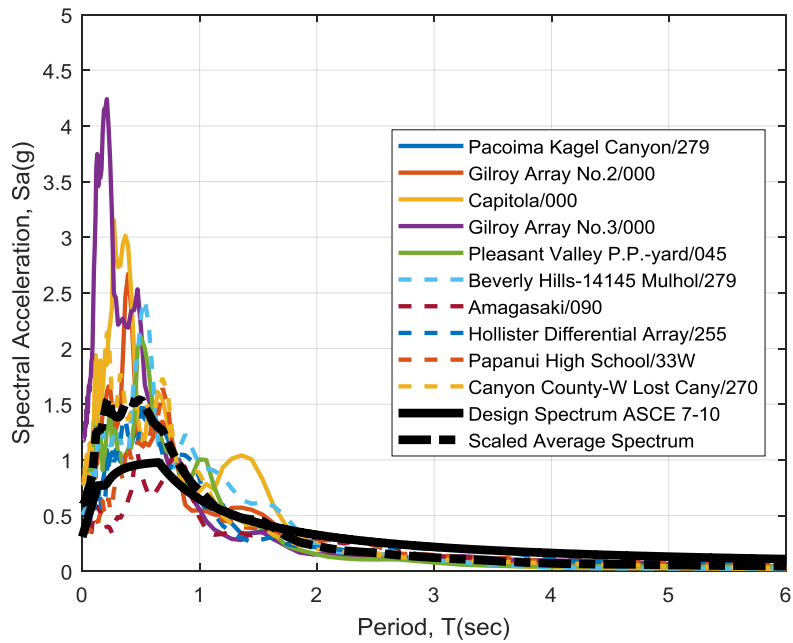 5
4.5
4
3.5
3
2.5
2
1.5
1
0.5
0
Spectral Acceleration, Sa(g)
Pacoima Kagel Canyon/279
Gilroy Array No.2/000
Capitola/000
Gilroy Array No.3/000
Pleasant Valley P.P.-yard/045
Beverly Hills-14145 Mulhol/279
Amagasaki/090
Hollister Differential Array/255
Papanui High School/33W
Canyon County-W Lost Cany/270
Design Spectrum ASCE 7-10
Scaled Average Spectrum
0 1 2 3 4 5 6
Period, T(sec)